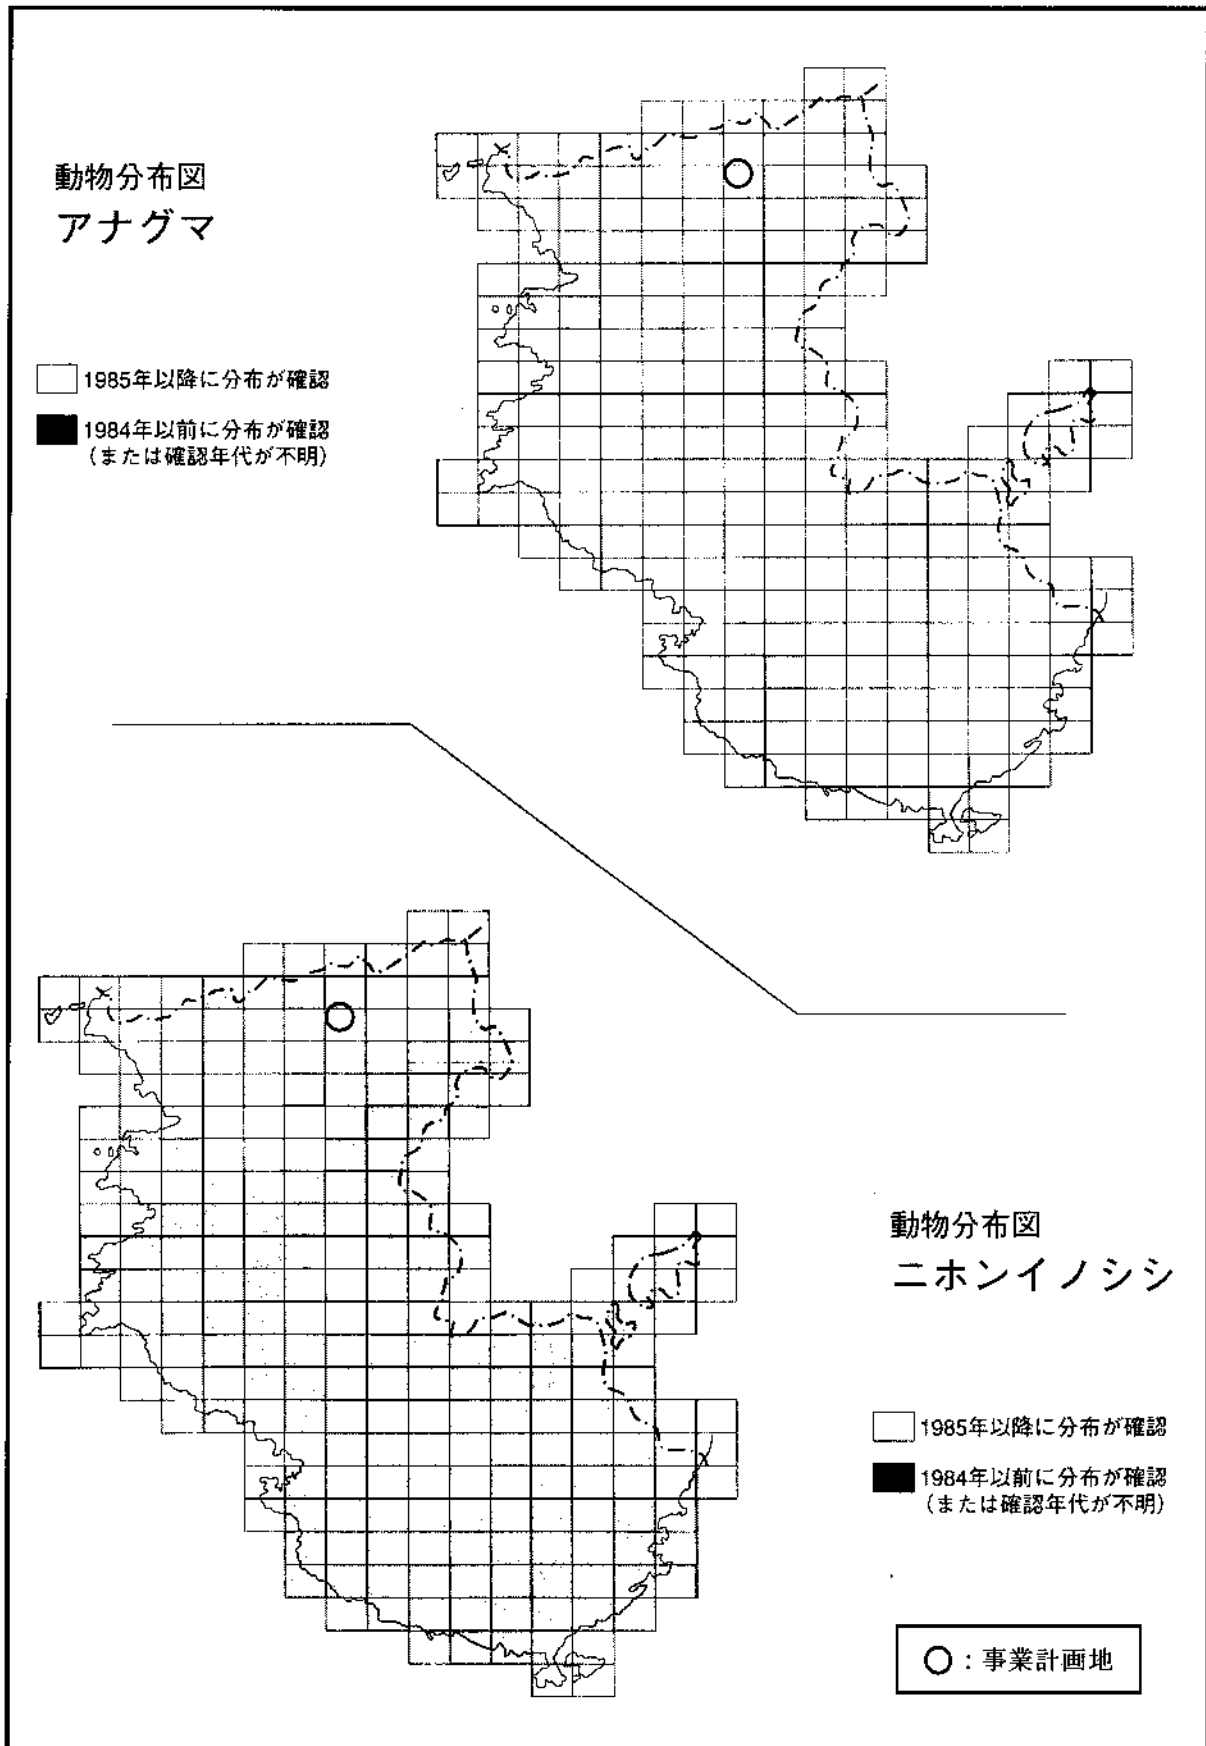 動物分布図
アナグマ
1985年以降に分布が確認
1984年以前に分布が確認
(または確認年代が不明)
動物分布図
ニホンイノシシ
1985年以降に分布が確認
1984年以前に分布が確認
(または確認年代が不明)
○：事業計画地